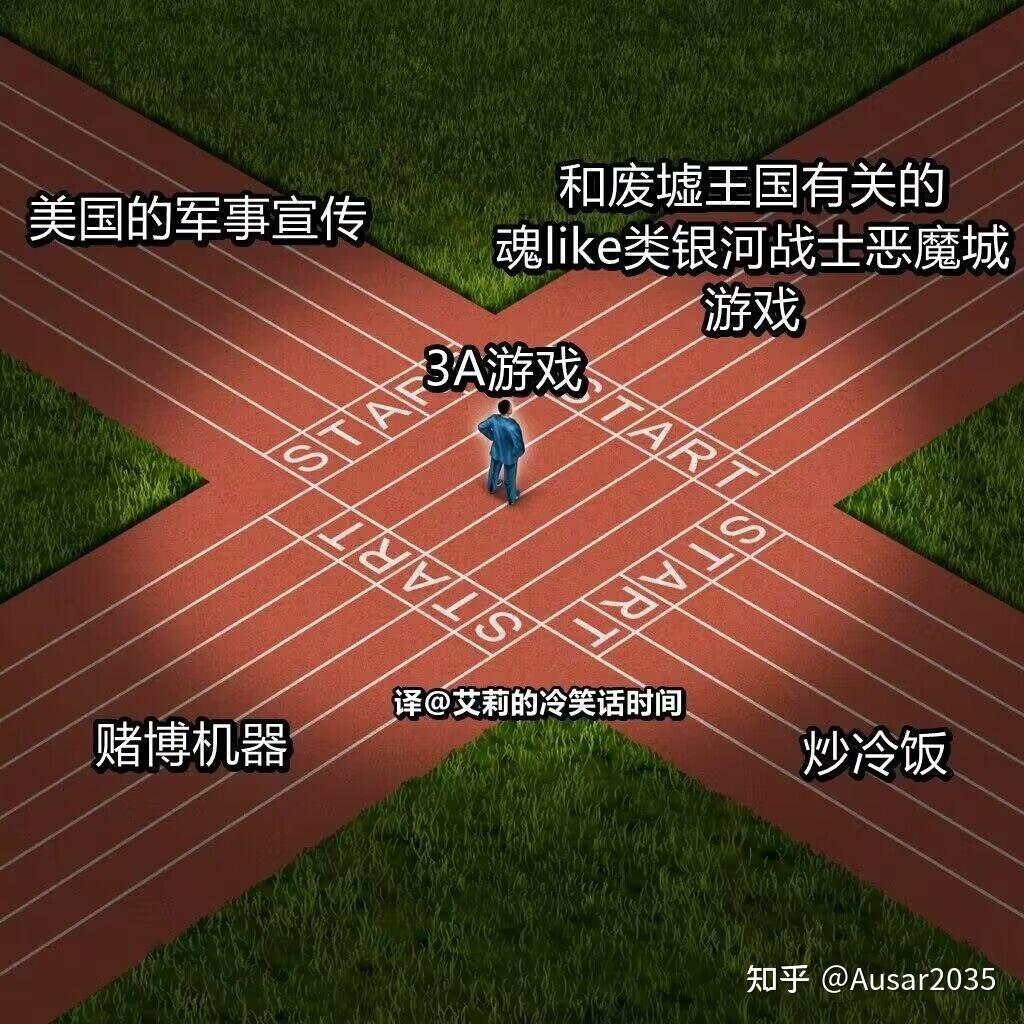 美国的军事宣传
和废墟王国有关的
魂like类银河战士恶魔城
游戏
3A游戏
START
START
START
START
译@艾莉的冷笑话时间
赌博机器
炒冷饭
知乎 @Ausar2035